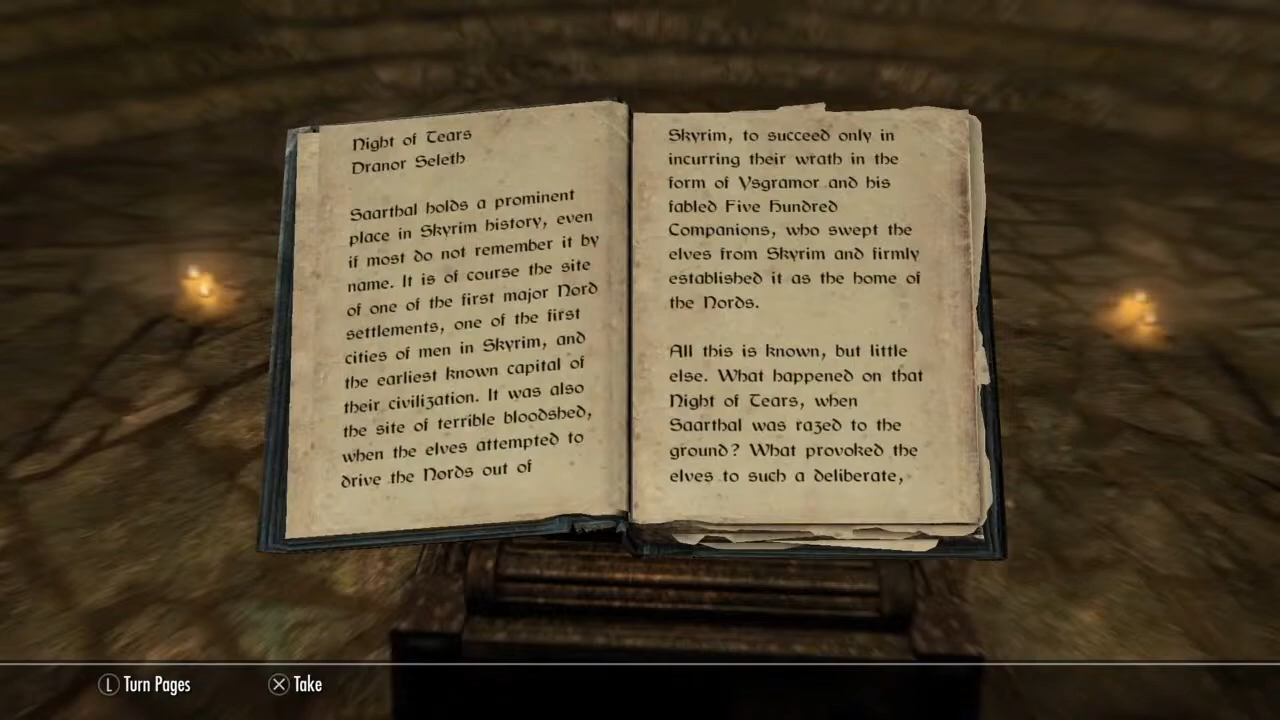 Night of Tears
Dranor Seleth
Saarthal holds a prominent
place in Skyrim history, even
if most do not remember it by
name. It is of course the site
of one of the first major Nord
settlements, one of the first
cities of men in Skyrim, and
the earliest known capital of
their civilization. It was also
the site of terrible bloodshed,
when the elves attempted to
drive the Nords out of
Skyrim, to succeed only in
incurring their wrath in the
form of Ysgramor and his
fabled Five Hundred
Companions, who swept the
elves from Skyrim and firmly
established it as the home of
the Nords.
All this is known, but little
else. What happened on that
Night of Tears, when
Saarthal was razed to the
ground? What provoked the
elves to such a deliberate,
L Turn Pages
X Take